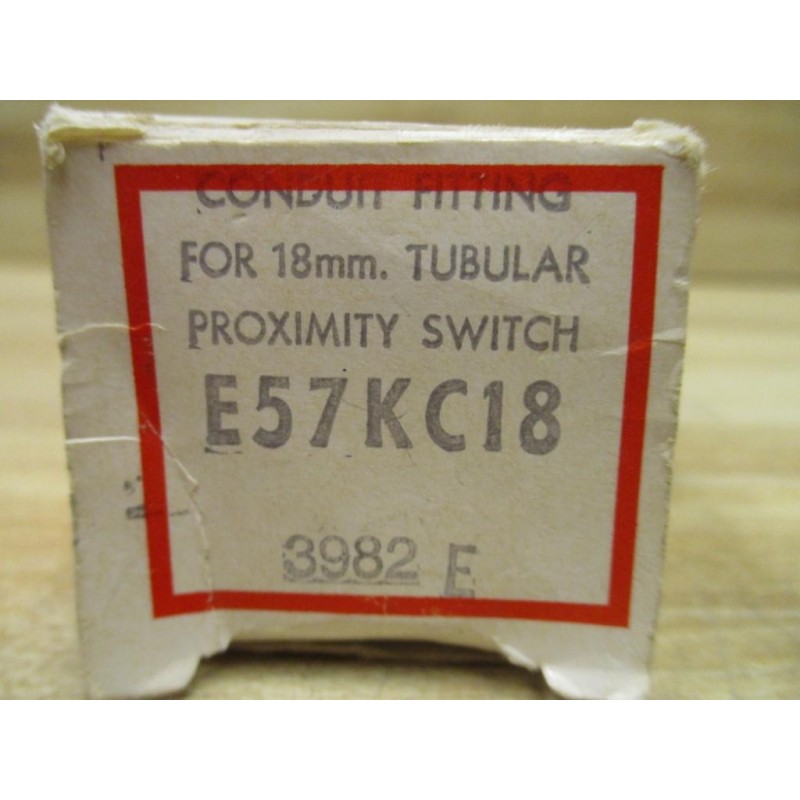 CONDUIT FITTING
FOR 18mm. TUBULAR
PROXIMITY SWITCH
E57KC18
3982 E